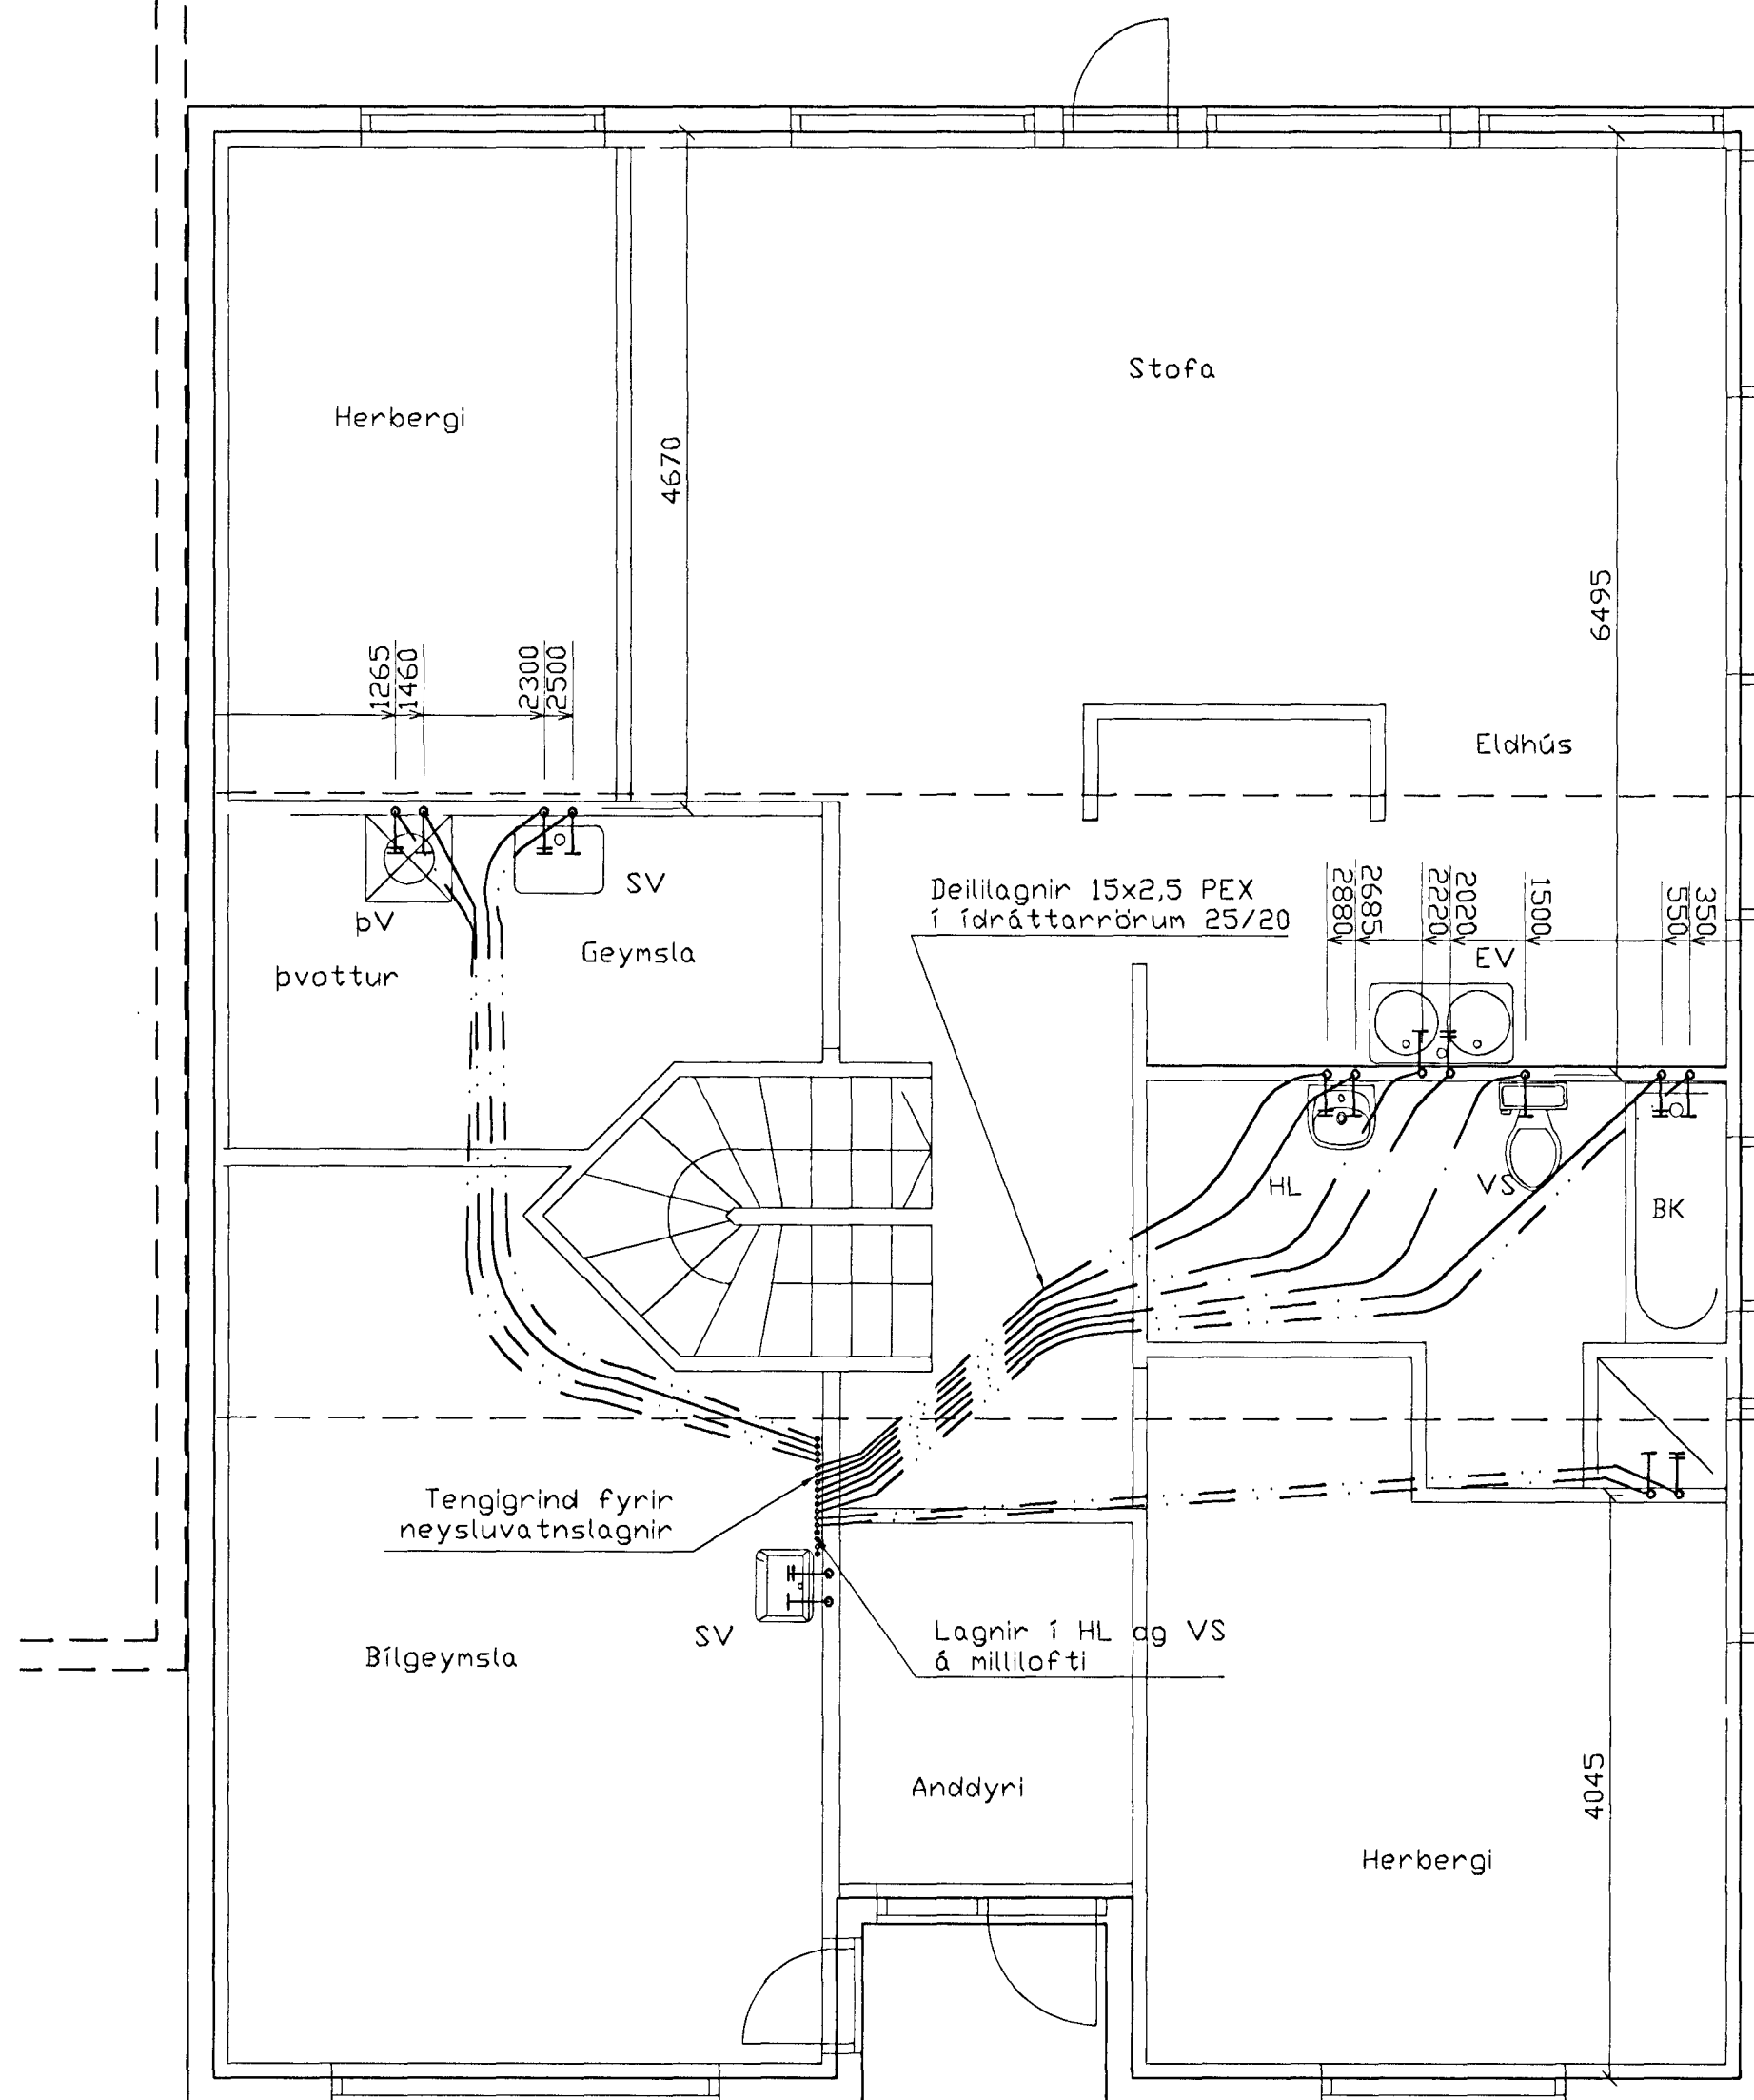 Stofa
Herbergi
4670
6495
1265
1460
2300
2500
Eldhús
SV
þV
Geymsla
þvottur
Deililagnir 15x2,5 PEX
í ídráttarrörum 25/20
2880
2685
2220
2020
1500
550
350
EV
HL
VS
BK
Tengigrind fyrir
neysluvatnslagnir
SV
Bílgeymsla
Lagnir í HL og VS
á millilofti
Anddyri
Herbergi
4045